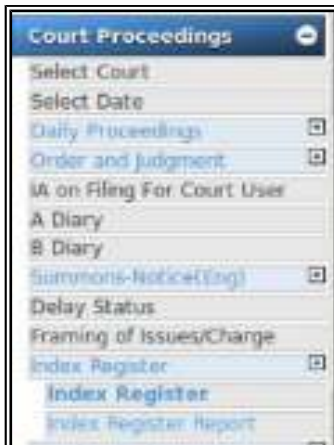 Court Proceedings
Select Court
Select Date
Daily Proceedings
Order and Judgment
IA on Filing For Court User
A Diary
B Diary
Summons-Notice(Eng)
Delay Status
Framing of Issues/Charge
Index Register
Index Register
Index Register Report